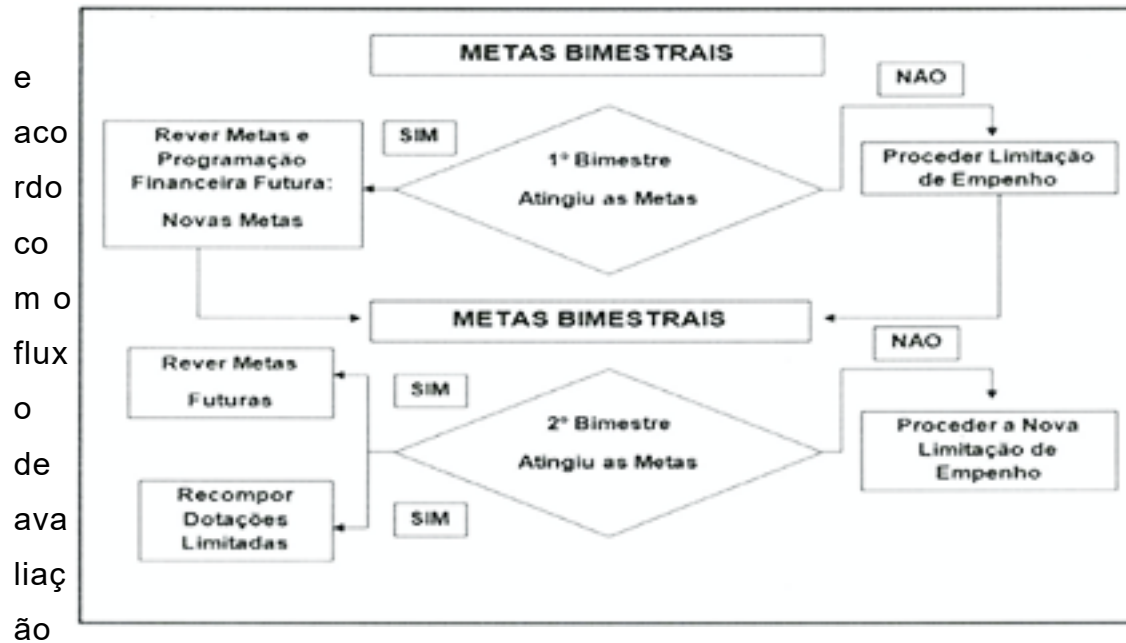 METAS BIMESTRAIS
NÃO
SIM
Rever Metas e
Programação
Financeira Futura:
Novas Metas
1º Bimestre
Atingiu as Metas
Proceder Limitação
de Empenho
METAS BIMESTRAIS
NÃO
Rever Metas
Futuras
SIM
2º Bimestre
Atingiu as Metas
Proceder a Nova
Limitação de
Empenho
Recompor
Dotações
Limitadas
SIM
e
aco
rdo
co
m o
flux
o
de
ava
liaç
ão